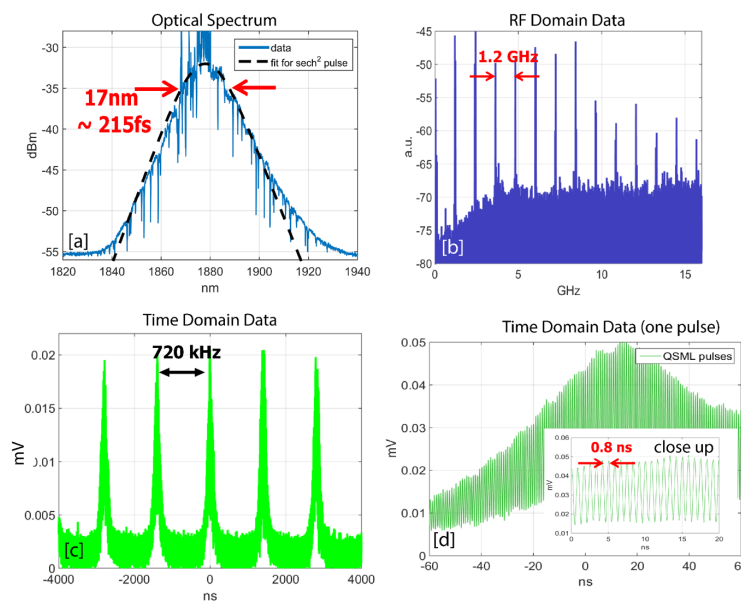 Optical Spectrum
-30
-35
-40
-45
-50
-55
dBm
data
fit for sech² pulse
17nm
~ 215fs
[a]
1820
1840
1860
1880
1900
1920
1940
nm
RF Domain Data
-45
-50
-55
-60
-65
-70
-75
-80
a.u.
1.2 GHz
[b]
0
5
10
15
GHz
Time Domain Data
0.02
0.015
0.01
0.005
0
mV
720 kHz
[c]
-4000
-2000
0
2000
4000
ns
Time Domain Data (one pulse)
0.05
0.04
0.03
0.02
0.01
0
mV
QSML pulses
0.8 ns
close up
0.06
0.05
0.04
0.03
0.02
0.01
mV
0
5
10
15
20
ns
[d]
-60
-40
-20
0
20
40
60
ns